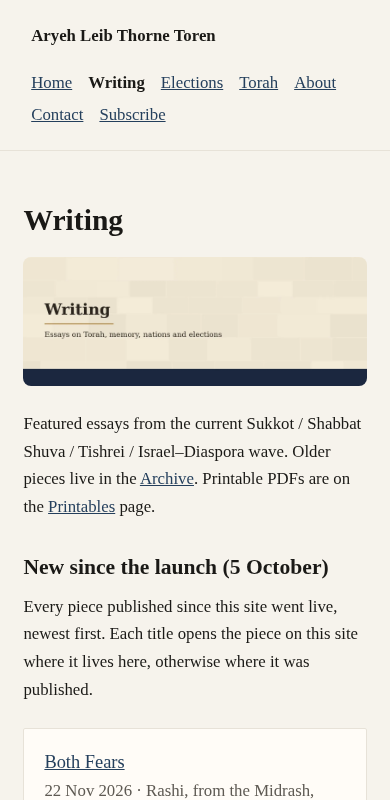 Aryeh Leib Thorne Toren
Home Writing Elections Torah About
Contact Subscribe
Writing
Writing
Essays on Torah, memory, nations and elections
Featured essays from the current Sukkot / Shabbat
Shuva / Tishrei / Israel–Diaspora wave. Older
pieces live in the Archive. Printable PDFs are on
the Printables page.
New since the launch (5 October)
Every piece published since this site went live,
newest first. Each title opens the piece on this site
where it lives here, otherwise where it was
published.
Both Fears
22 Nov 2026 · Rashi, from the Midrash,